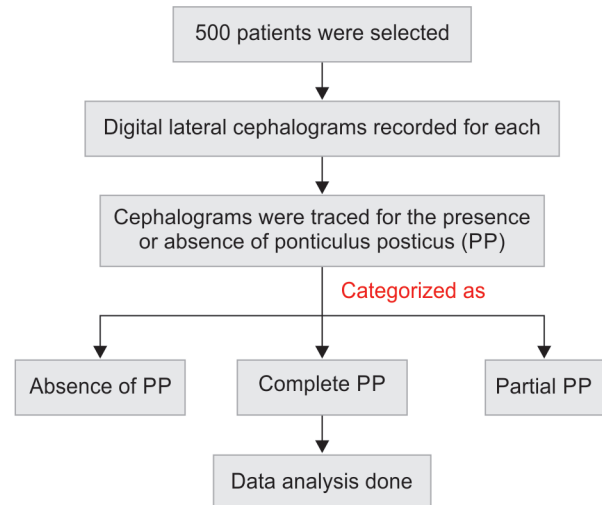 500 patients were selected
Digital lateral cephalograms recorded for each
Cephalograms were traced for the presence
or absence of ponticulus posticus (PP)
Categorized as
Absence of PP
Complete PP
Partial PP
Data analysis done